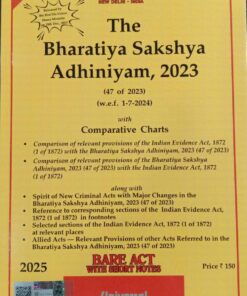 NEW DELHI - INDIA
The
Bharatiya Sakshya
Adhiniyam, 2023
(47 of 2023)
(w.e.f. 1-7-2024)
with
Comparative Charts
• Comparison of relevant provisions of the Indian Evidence Act, 1872
(1 of 1872) with the Bharatiya Sakshya Adhiniyam, 2023 (47 of 2023)
• Comparison of relevant provisions of the Bharatiya Sakshya
Adhiniyam, 2023 (47 of 2023) with the Indian Evidence Act, 1872
(1 of 1872)
along with
• Spirit of New Criminal Acts with Major Changes in the
Bharatiya Sakshya Adhiniyam, 2023 (47 of 2023)
• Reference to corresponding sections of the Indian Evidence Act,
1872 (1 of 1872) in footnotes
• Selected sections of the Indian Evidence Act, 1872 (1 of 1872)
at relevant places
• Allied Acts — Relevant Provisions of other Acts Referred to in the
Bharatiya Sakshya Adhiniyam, 2023 (47 of 2023)
BARE ACT
WITH SHORT NOTES
2025
Price ₹ 150
Universal